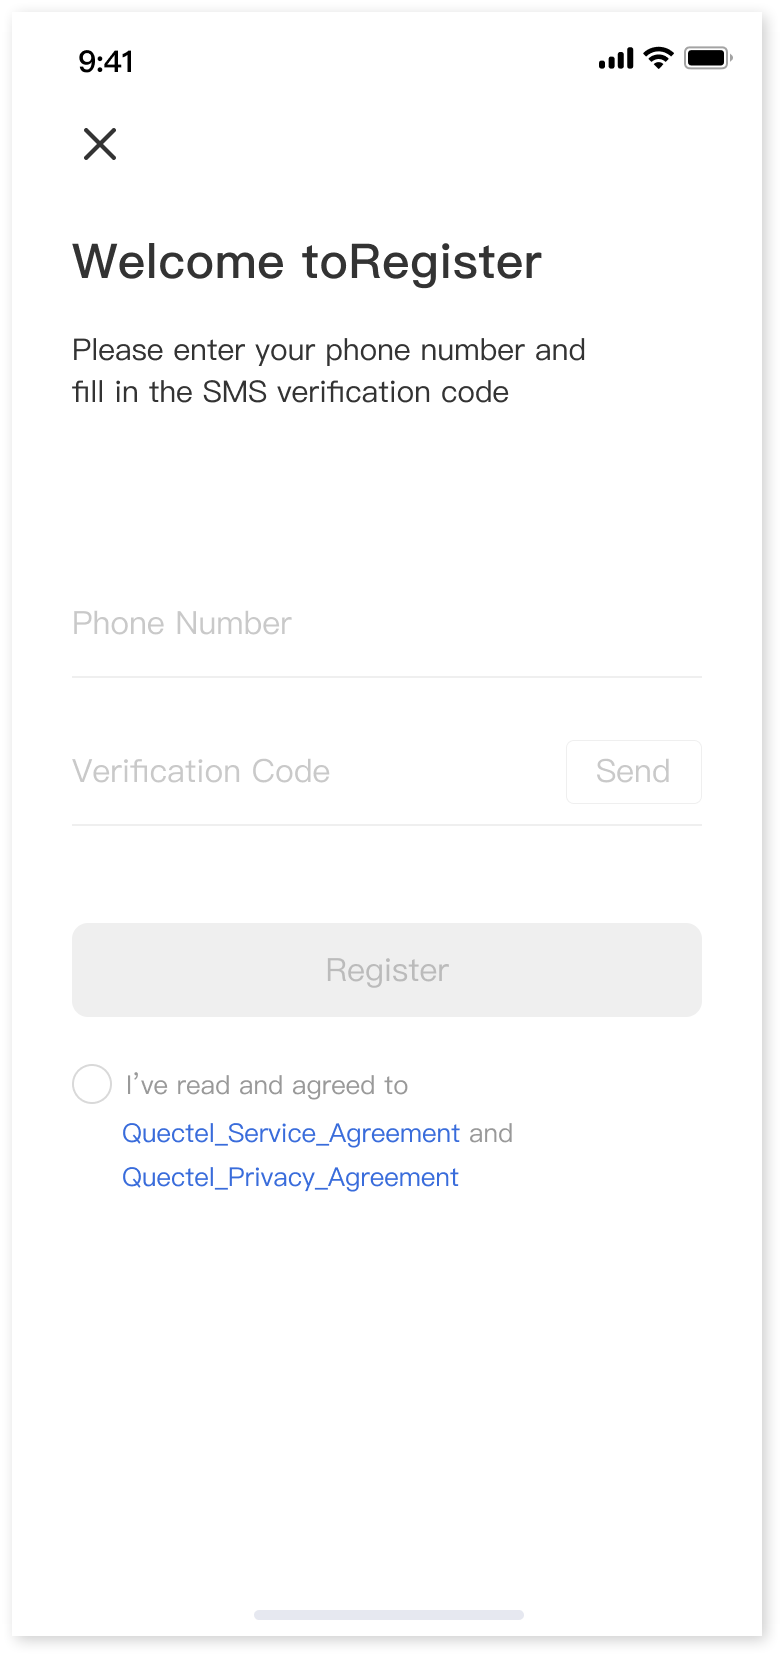 9:41
Welcome toRegister
Please enter your phone number and
fill in the SMS verification code
Phone Number
Verification Code
Send
Register
I've read and agreed to
Quectel_Service_Agreement and
Quectel_Privacy_Agreement